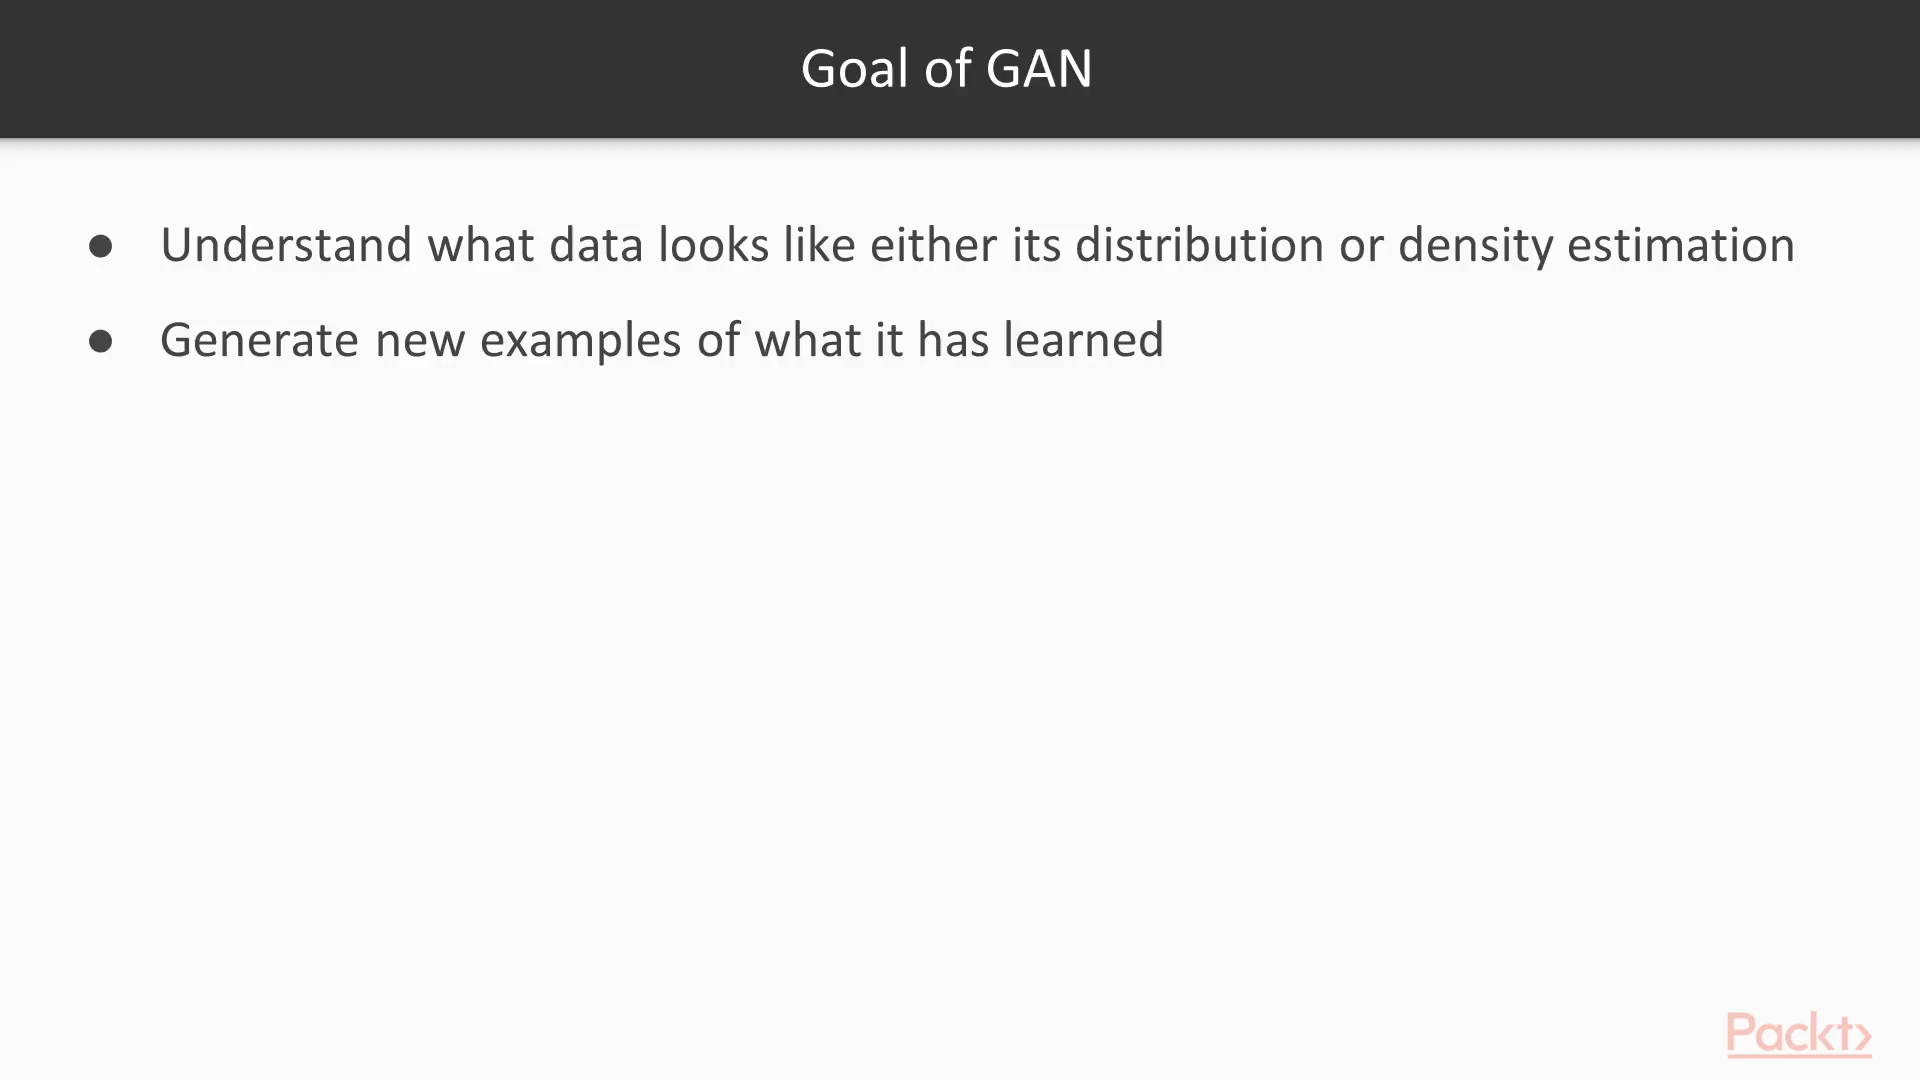 Goal of GAN
● Understand what data looks like either its distribution or density estimation
● Generate new examples of what it has learned
Packt>